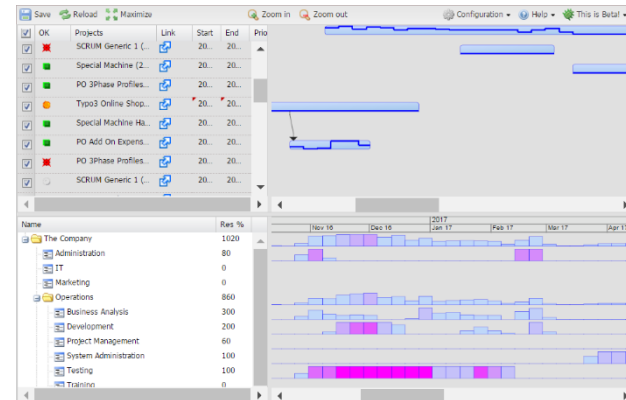 Save Reload Maximize Zoom in Zoom out Configuration Help This is Beta!
OK Projects Link Start End Prio
SCRUM Generic 1 (... 20... 20...
Special Machine (2... 20... 20...
PO 3Phase Profiles... 20... 20...
Typo3 Online Shop... 20... 20...
Special Machine Ha... 20... 20...
PO Add On Expens... 20... 20...
PO 3Phase Profiles... 20... 20...
SCRUM Generic 1 (... 20... 20...
Name Res % 2017
Nov 16 Dec 16 Jan 17 Feb 17 Mar 17 Apr 1
The Company 1020
Administration 80
IT 0
Marketing 0
Operations 860
Business Analysis 300
Development 200
Project Management 60
System Administration 100
Testing 100
Training 0